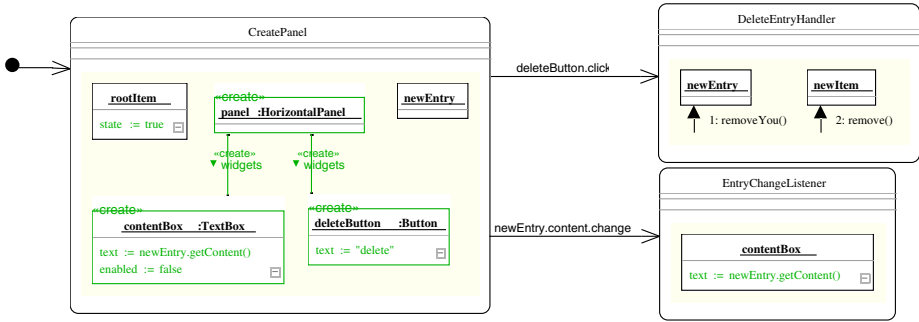 CreatePanel
rootItem
state := true
«create»
panel :HorizontalPanel
newEntry
«create»
widgets
«create»
widgets
«create»
contentBox :TextBox
text := newEntry.getContent()
enabled := false
«create»
deleteButton :Button
text := "delete"
deleteButton.click
newEntry.content.change
DeleteEntryHandler
newEntry
newItem
1: removeYou()
2: remove()
EntryChangeListener
contentBox
text := newEntry.getContent()